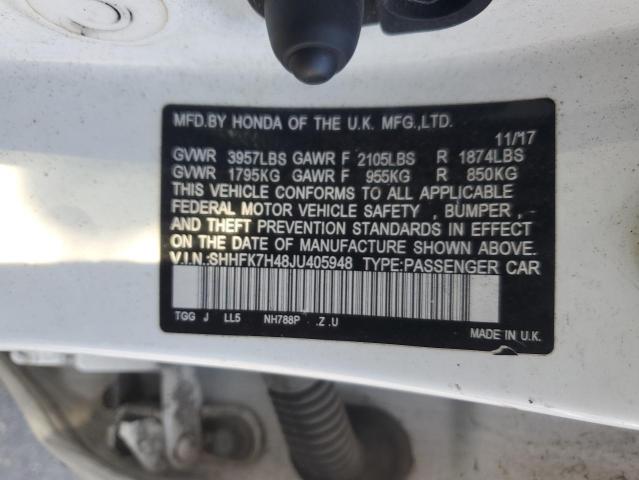 MFD.BY HONDA OF THE U.K. MFG.,LTD.
11/17
GVWR 3957LBS GAWR F 2105LBS R 1874LBS
GVWR 1795KG GAWR F 955KG R 850KG
THIS VEHICLE CONFORMS TO ALL APPLICABLE
FEDERAL MOTOR VEHICLE SAFETY , BUMPER , -
AND THEFT PREVENTION STANDARDS IN EFFECT
ON THE DATE OF MANUFACTURE SHOWN ABOVE.
V.I.N.:SHHFK7H48JU405948 TYPE:PASSENGER CAR
TGG J LL5 NH788P .Z .U
MADE IN U.K.